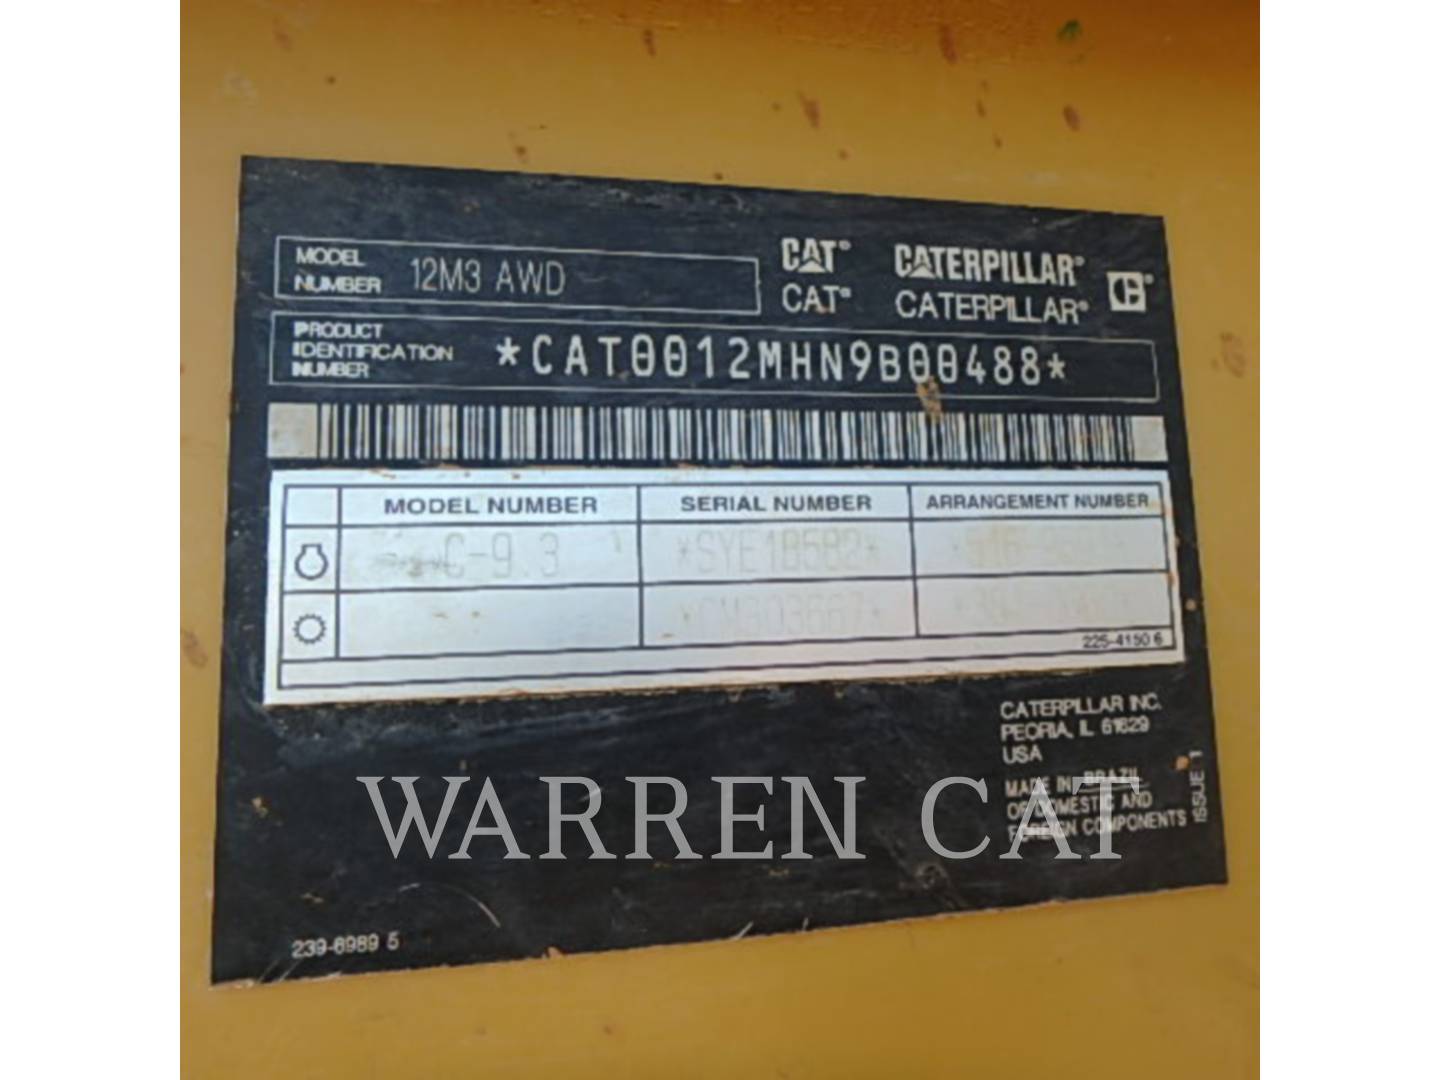 MODEL NUMBER 12M3 AWD
CAT® CATERPILLAR®
CAT® CATERPILLAR®
PRODUCT IDENTIFICATION NUMBER *CAT0012MHN9B00488*
MODEL NUMBER SERIAL NUMBER ARRANGEMENT NUMBER
C-9.3 *SYE18582*
225-4150 6
CATERPILLAR INC.
PEORIA, IL 61629
USA
MADE IN BRAZIL
OF DOMESTIC AND
FOREIGN COMPONENTS
ISSUE 1
WARREN CAT
239-6989 5